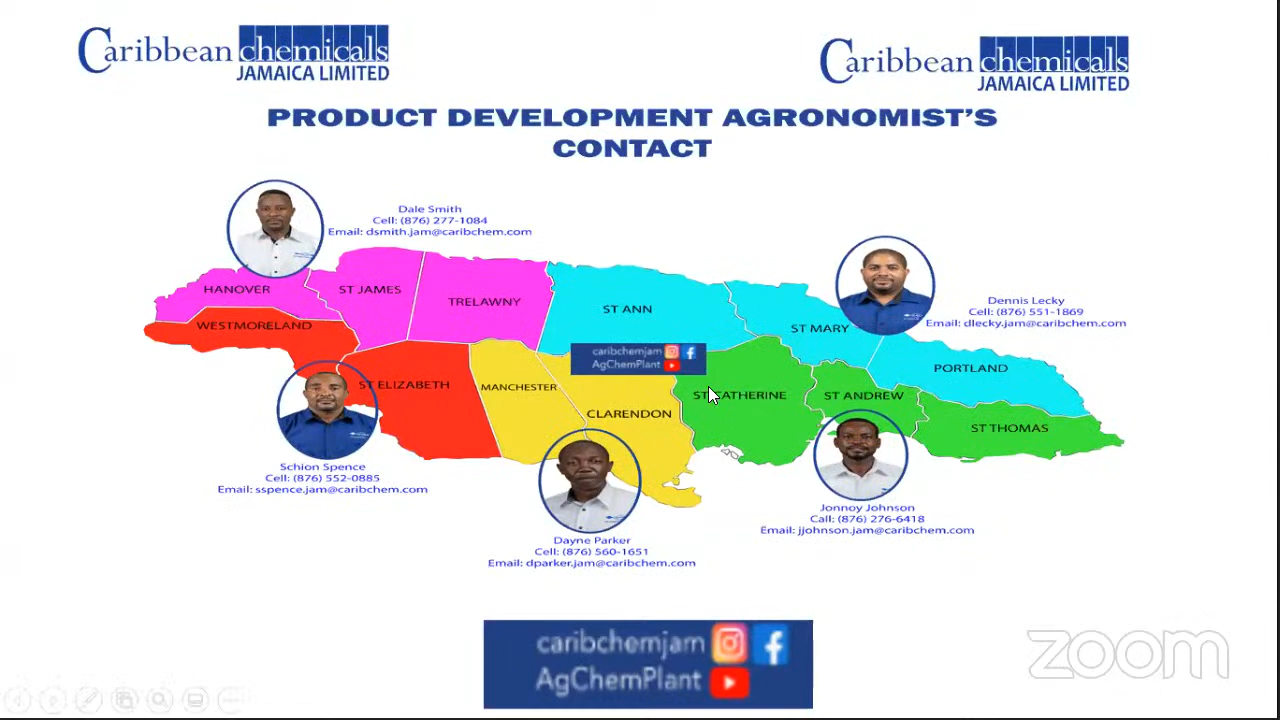 Caribbean chemicals
JAMAICA LIMITED
Caribbean chemicals
JAMAICA LIMITED
PRODUCT DEVELOPMENT AGRONOMIST'S
CONTACT
Dale Smith
Cell: (876) 277-1084
Email: dsmith.jam@caribchem.com
Dennis Lecky
Cell: (876) 551-1869
Email: dlecky.jam@caribchem.com
HANOVER
ST JAMES
TRELAWNY
ST ANN
ST MARY
WESTMORELAND
caribchemjam
AgChemPlant
PORTLAND
ST ELIZABETH
MANCHESTER
CLARENDON
ST CATHERINE
ST ANDREW
ST THOMAS
Schion Spence
Cell: (876) 552-0885
Email: sspence.jam@caribchem.com
Dayne Parker
Cell: (876) 560-1651
Email: dparker.jam@caribchem.com
Jonnoy Johnson
Call: (876) 276-6418
Email: jjohnson.jam@caribchem.com
caribchemjam
AgChemPlant
zoom